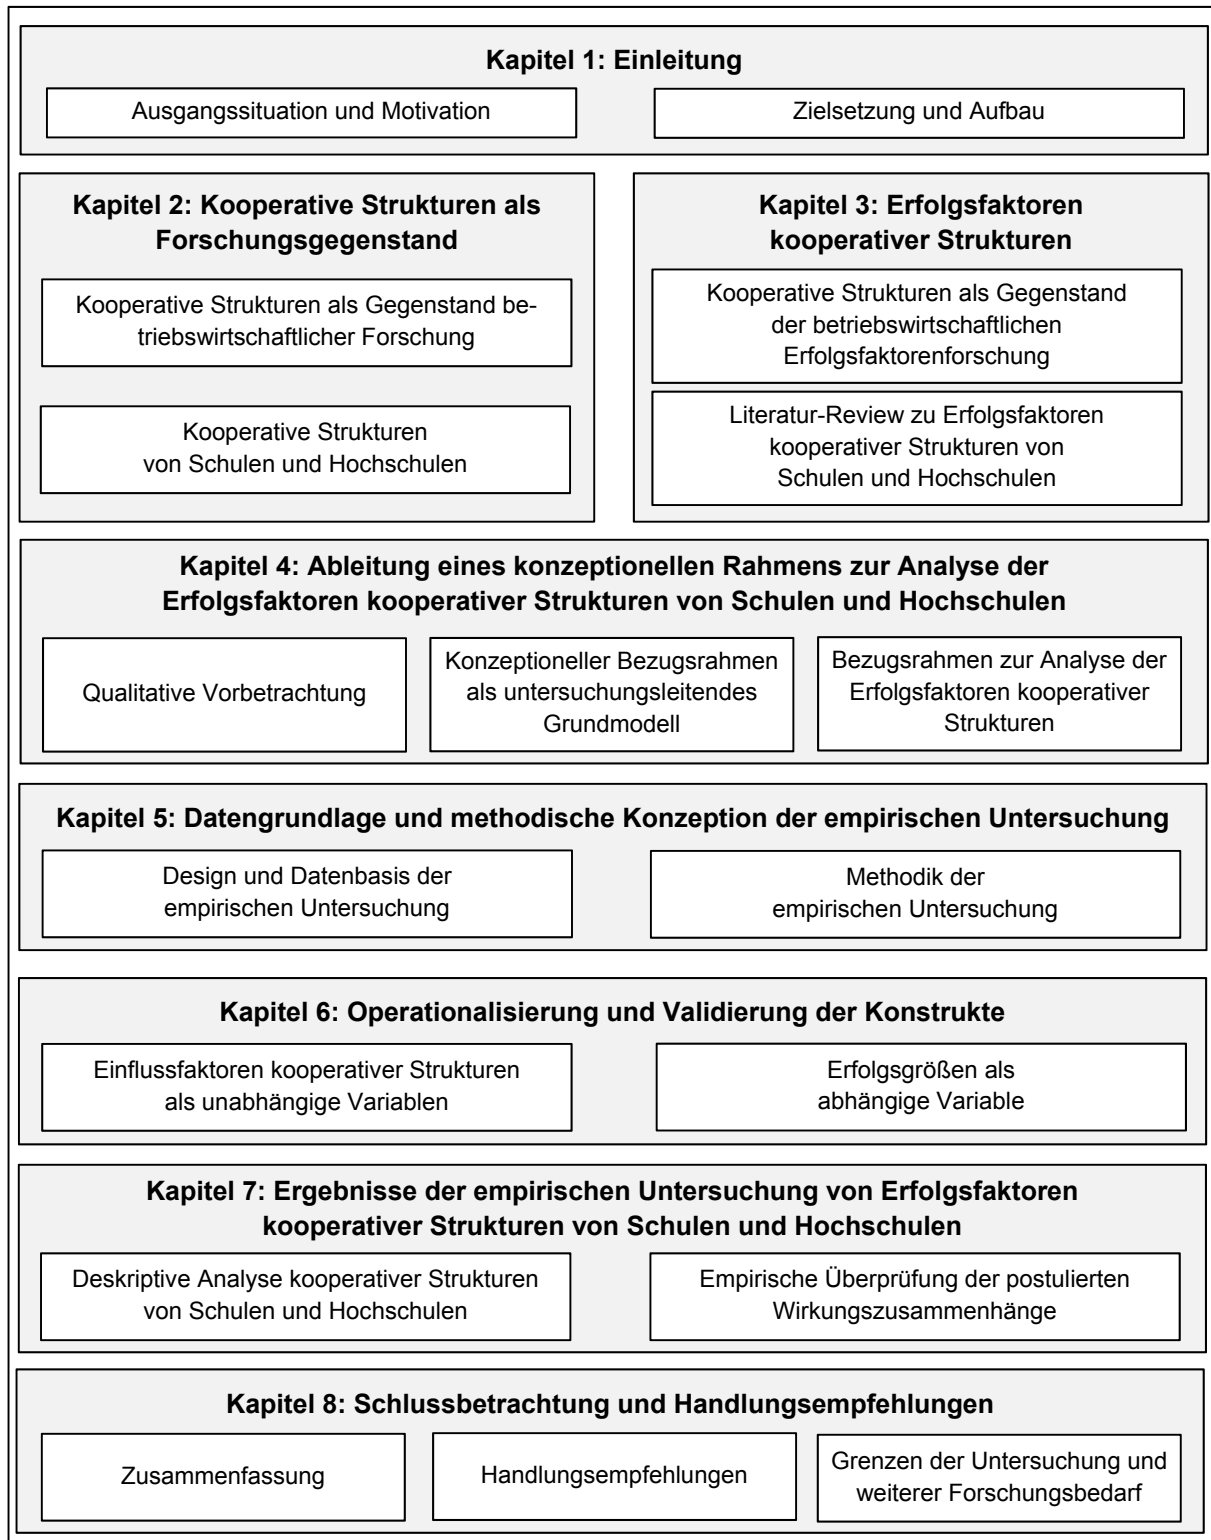 Kapitel 1: Einleitung
Ausgangssituation und Motivation
Zielsetzung und Aufbau
Kapitel 2: Kooperative Strukturen als
Forschungsgegenstand
Kooperative Strukturen als Gegenstand be-
triebswirtschaftlicher Forschung
Kooperative Strukturen
von Schulen und Hochschulen
Kapitel 3: Erfolgsfaktoren
kooperativer Strukturen
Kooperative Strukturen als Gegenstand
der betriebswirtschaftlichen
Erfolgsfaktorenforschung
Literatur-Review zu Erfolgsfaktoren
kooperativer Strukturen von
Schulen und Hochschulen
Kapitel 4: Ableitung eines konzeptionellen Rahmens zur Analyse der
Erfolgsfaktoren kooperativer Strukturen von Schulen und Hochschulen
Qualitative Vorbetrachtung
Konzeptioneller Bezugsrahmen
als untersuchungsleitendes
Grundmodell
Bezugsrahmen zur Analyse der
Erfolgsfaktoren kooperativer
Strukturen
Kapitel 5: Datengrundlage und methodische Konzeption der empirischen Untersuchung
Design und Datenbasis der
empirischen Untersuchung
Methodik der
empirischen Untersuchung
Kapitel 6: Operationalisierung und Validierung der Konstrukte
Einflussfaktoren kooperativer Strukturen
als unabhängige Variablen
Erfolgsgrößen als
abhängige Variable
Kapitel 7: Ergebnisse der empirischen Untersuchung von Erfolgsfaktoren
kooperativer Strukturen von Schulen und Hochschulen
Deskriptive Analyse kooperativer Strukturen
von Schulen und Hochschulen
Empirische Überprüfung der postulierten
Wirkungszusammenhänge
Kapitel 8: Schlussbetrachtung und Handlungsempfehlungen
Zusammenfassung
Handlungsempfehlungen
Grenzen der Untersuchung und
weiterer Forschungsbedarf